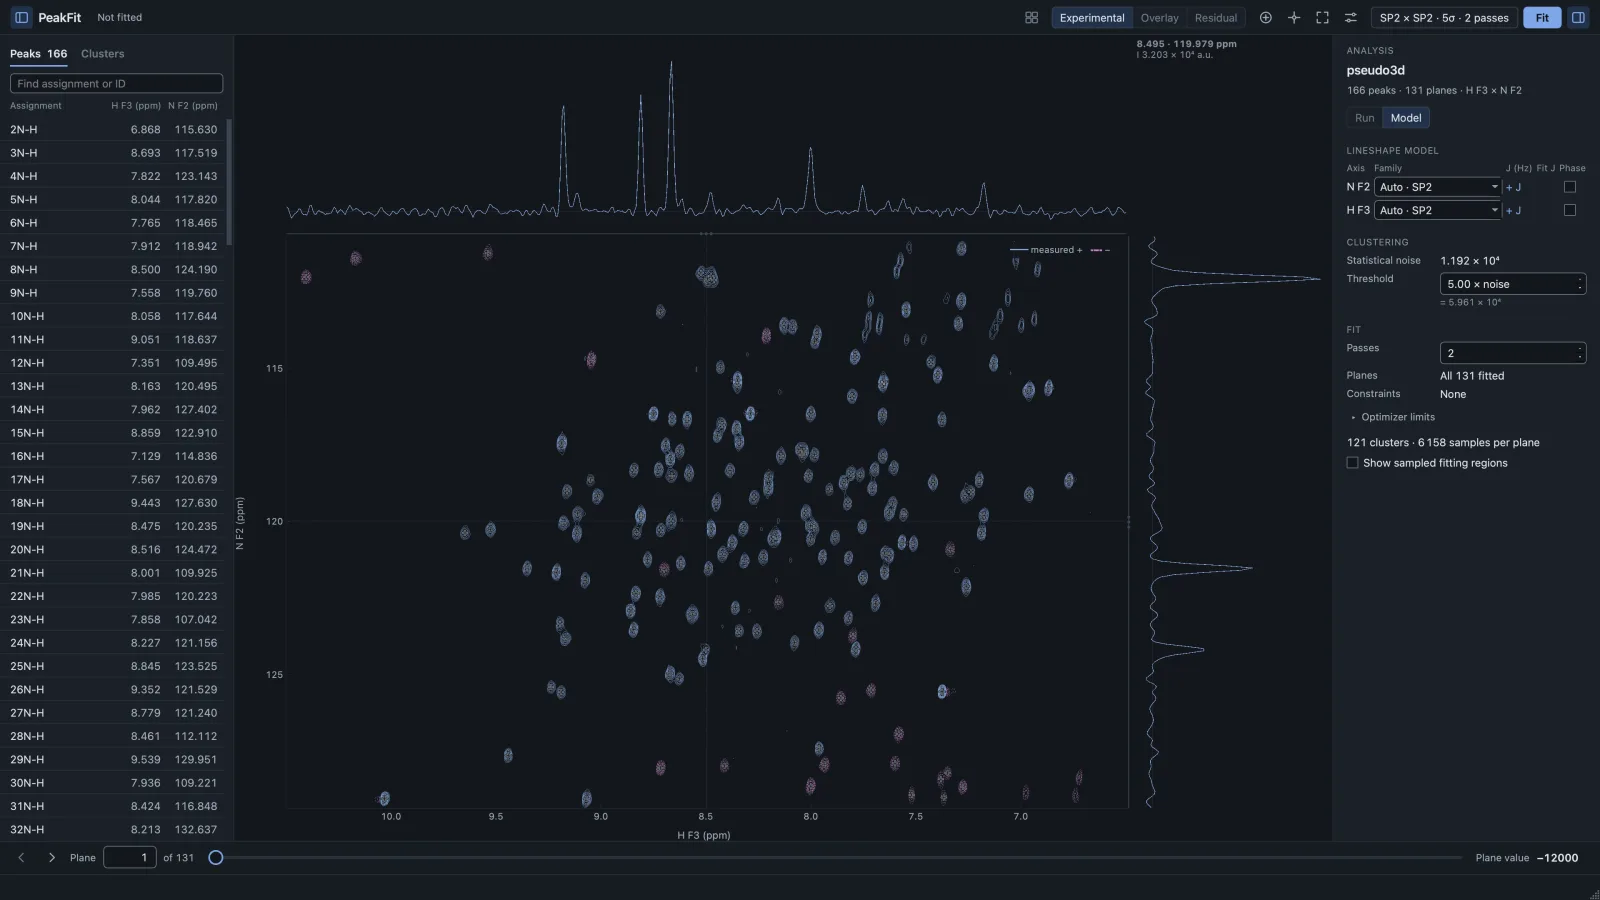 PeakFit
Not fitted
Experimental
Overlay
Residual
SP2 × SP2 · 5σ · 2 passes
Fit
Peaks 166
Clusters
Find assignment or ID
Assignment H F3 (ppm) N F2 (ppm)
2N-H 6.868 115.630
3N-H 8.693 117.519
4N-H 7.822 123.143
5N-H 8.044 117.820
6N-H 7.765 118.465
7N-H 7.912 118.942
8N-H 8.500 124.190
9N-H 7.558 119.760
10N-H 8.058 117.644
11N-H 9.051 118.637
12N-H 7.351 109.495
13N-H 8.163 120.495
14N-H 7.962 127.402
15N-H 8.859 122.910
16N-H 7.129 114.836
17N-H 7.567 120.679
18N-H 9.443 127.630
19N-H 8.475 120.235
20N-H 8.516 124.472
21N-H 8.001 109.925
22N-H 7.985 120.223
23N-H 7.858 107.042
24N-H 8.227 121.156
25N-H 8.845 123.525
26N-H 9.352 121.529
27N-H 8.779 121.240
28N-H 8.461 112.112
29N-H 9.539 129.951
30N-H 7.936 109.221
31N-H 8.424 116.848
32N-H 8.213 132.637
8.495 · 119.979 ppm
I 3.203 × 10⁴ a.u.
measured + −
115
120
125
N F2 (ppm)
10.0 9.5 9.0 8.5 8.0 7.5 7.0
H F3 (ppm)
ANALYSIS
pseudo3d
166 peaks · 131 planes · H F3 × N F2
Run Model
LINESHAPE MODEL
Axis Family J (Hz) Fit J Phase
N F2 Auto · SP2 + J
H F3 Auto · SP2 + J
CLUSTERING
Statistical noise 1.192 × 10⁴
Threshold 5.00 × noise
= 5.961 × 10⁴
FIT
Passes 2
Planes All 131 fitted
Constraints None
Optimizer limits
121 clusters · 6 158 samples per plane
Show sampled fitting regions
Plane 1 of 131
Plane value −12000